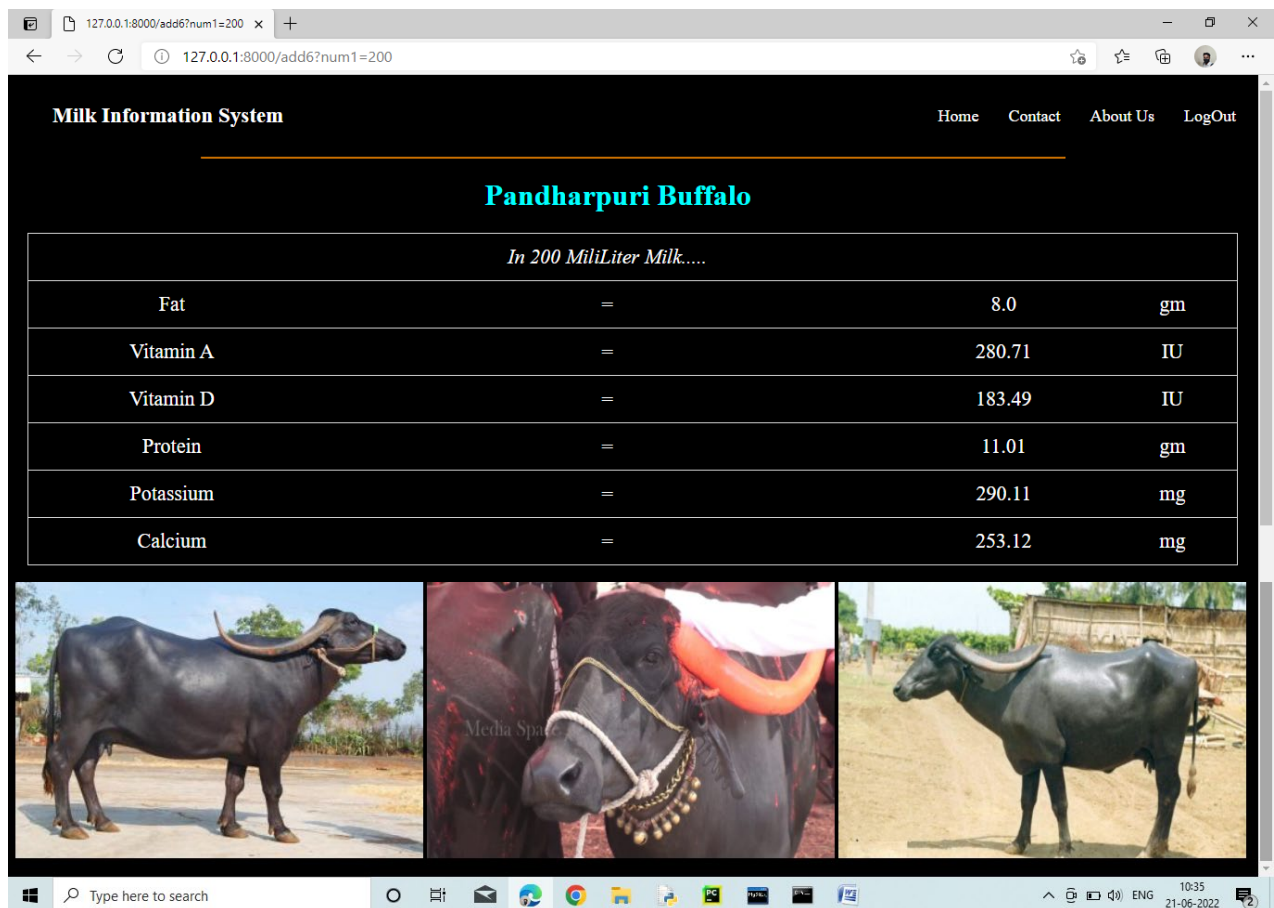 127.0.0.1:8000/add6?num1=200
127.0.0.1:8000/add6?num1=200
Milk Information System
Home Contact About Us LogOut
Pandharpuri Buffalo
In 200 MiliLiter Milk.....
Fat = 8.0 gm
Vitamin A = 280.71 IU
Vitamin D = 183.49 IU
Protein = 11.01 gm
Potassium = 290.11 mg
Calcium = 253.12 mg
Media Space
Type here to search
ENG
10:35
21-06-2022
2